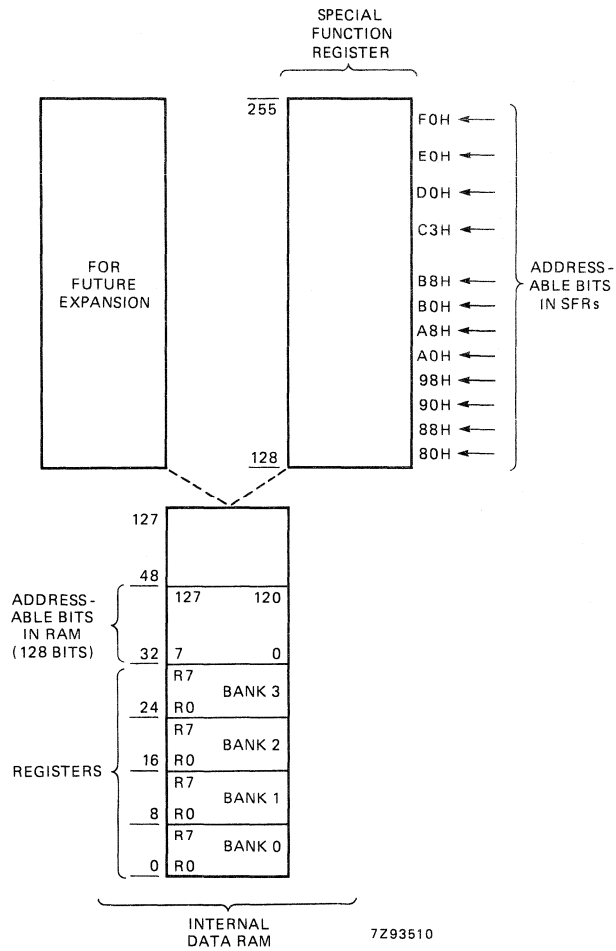 SPECIAL
FUNCTION
REGISTER
255
F0H
E0H
D0H
C3H
B8H
B0H
A8H
A0H
98H
90H
88H
80H
ADDRESS-
ABLE BITS
IN SFRs
FOR
FUTURE
EXPANSION
128
127
48
ADDRESS-
ABLE BITS
IN RAM
(128 BITS)
127 120
32 7 0
R7
BANK 3
24 R0
R7
BANK 2
16 R0
REGISTERS
R7
BANK 1
8 R0
R7
BANK 0
0 R0
INTERNAL
DATA RAM
7Z93510